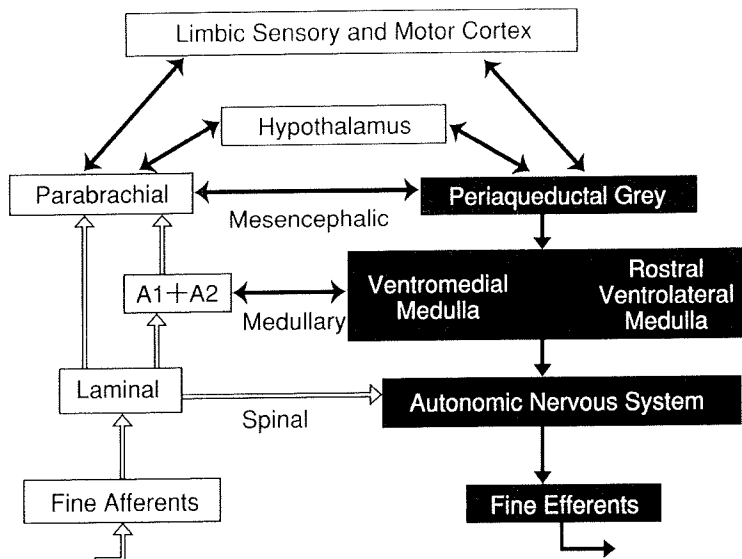 Limbic Sensory and Motor Cortex
Hypothalamus
Parabrachial
Periaqueductal Grey
Mesencephalic
A1+A2
Ventromedial
Medulla
Rostral
Ventrolateral
Medulla
Medullary
Laminal
Autonomic Nervous System
Spinal
Fine Afferents
Fine Efferents